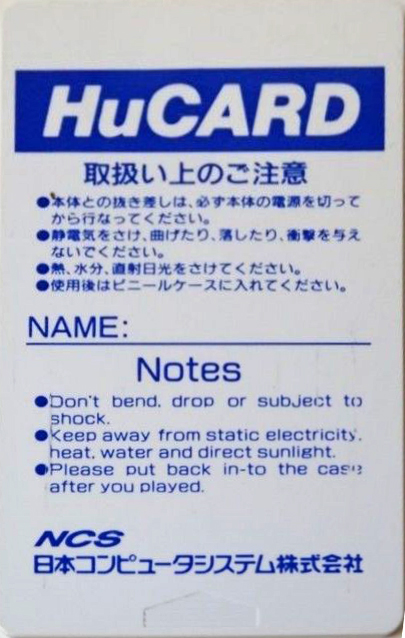 HuCARD
取扱い上のご注意
●本体との抜き差しは、必ず本体の電源を切って
から行なってください。
●静電気をさけ、曲げたり、落したり、衝撃を与え
ないでください。
●熱、水分、直射日光をさけてください。
●使用後はビニールケースに入れてください。
NAME:
Notes
●Don't bend, drop or subject to
shock.
●Keep away from static electricity,
heat, water and direct sunlight.
●Please put back in-to the case
after you played.
NCS
日本コンピュータシステム株式会社